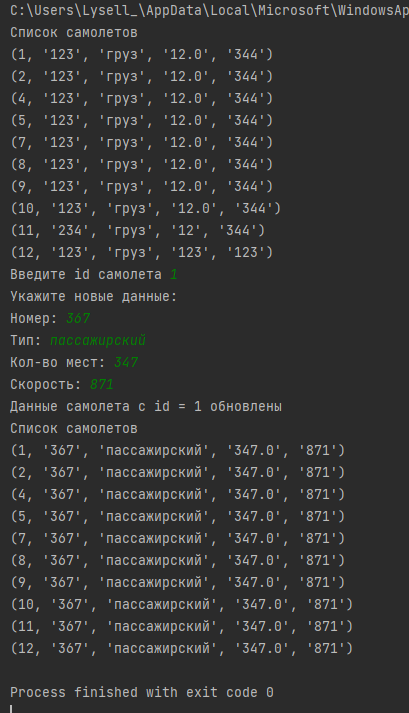 C:\Users\Lysell_\AppData\Local\Microsoft\WindowsAp
Список самолетов
(1, '123', 'груз', '12.0', '344')
(2, '123', 'груз', '12.0', '344')
(4, '123', 'груз', '12.0', '344')
(5, '123', 'груз', '12.0', '344')
(7, '123', 'груз', '12.0', '344')
(8, '123', 'груз', '12.0', '344')
(9, '123', 'груз', '12.0', '344')
(10, '123', 'груз', '12.0', '344')
(11, '234', 'груз', '12', '344')
(12, '123', 'груз', '123', '123')
Введите id самолета 1
Укажите новые данные:
Номер: 367
Тип: пассажирский
Кол-во мест: 347
Скорость: 871
Данные самолета с id = 1 обновлены
Список самолетов
(1, '367', 'пассажирский', '347.0', '871')
(2, '367', 'пассажирский', '347.0', '871')
(4, '367', 'пассажирский', '347.0', '871')
(5, '367', 'пассажирский', '347.0', '871')
(7, '367', 'пассажирский', '347.0', '871')
(8, '367', 'пассажирский', '347.0', '871')
(9, '367', 'пассажирский', '347.0', '871')
(10, '367', 'пассажирский', '347.0', '871')
(11, '367', 'пассажирский', '347.0', '871')
(12, '367', 'пассажирский', '347.0', '871')
Process finished with exit code 0